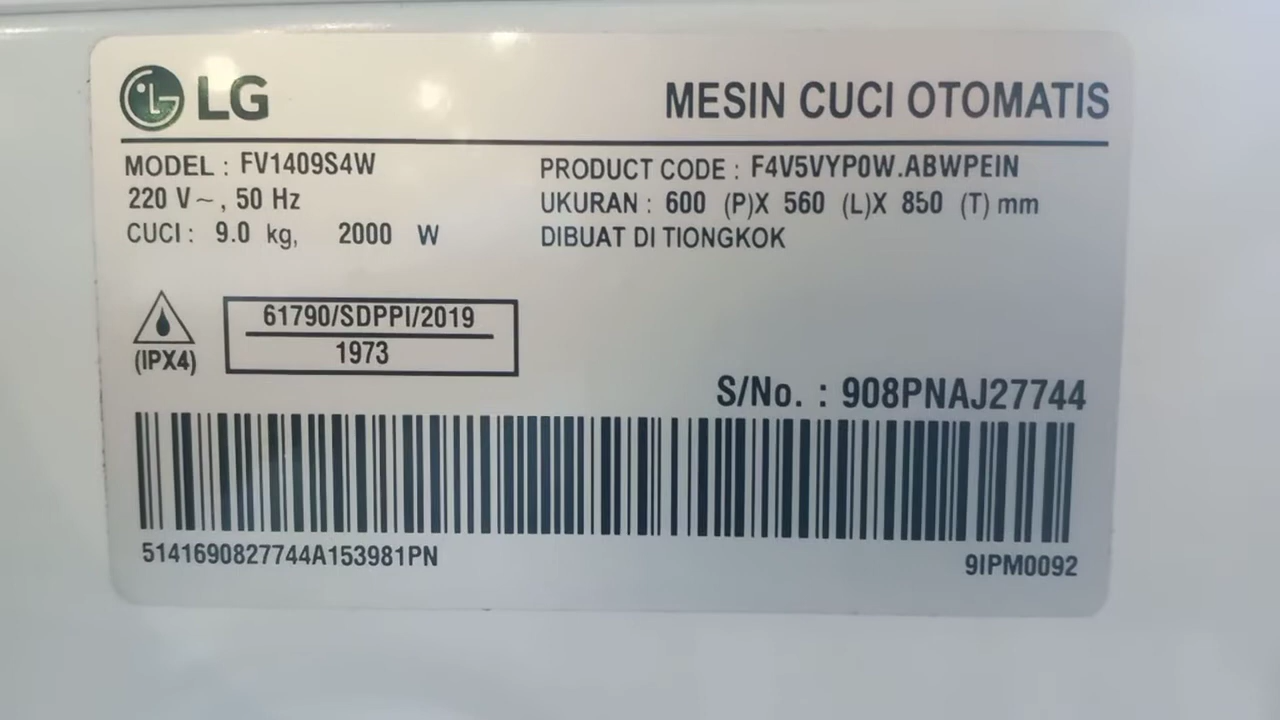 LG
MESIN CUCI OTOMATIS
MODEL : FV1409S4W
220 V~, 50 Hz
CUCI : 9.0 kg, 2000 W
PRODUCT CODE : F4V5VYP0W.ABWPEIN
UKURAN : 600 (P)X 560 (L)X 850 (T) mm
DIBUAT DI TIONGKOK
(IPX4)
61790/SDPPI/2019
1973
S/No. : 908PNAJ27744
5141690827744A153981PN
9IPM0092